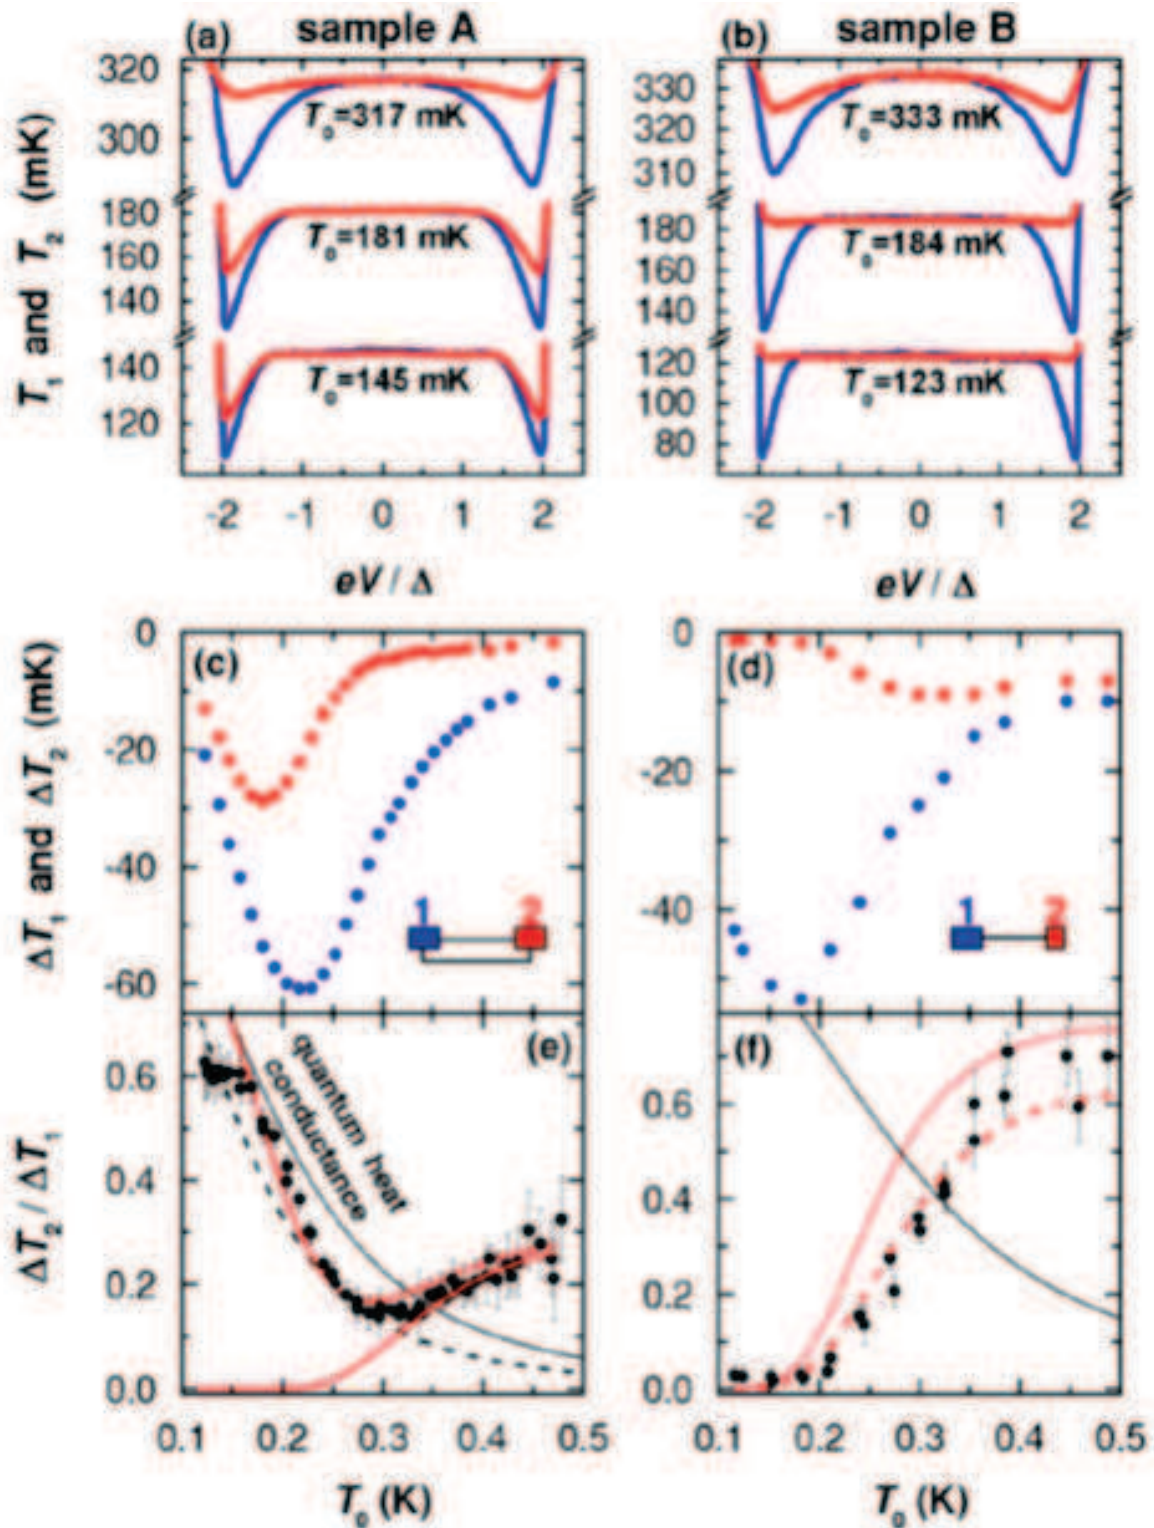 (a) sample A
(b) sample B
T₁ and T₂ (mK)
320
300
180
160
140
140
120
T₀=317 mK
T₀=181 mK
T₀=145 mK
-2 -1 0 1 2
eV / Δ
330
320
310
180
160
140
120
100
80
T₀=333 mK
T₀=184 mK
T₀=123 mK
-2 -1 0 1 2
eV / Δ
ΔT₁ and ΔT₂ (mK)
0
-20
-40
-60
(c)
1 2
0
-20
-40
(d)
1 2
ΔT₂ / ΔT₁
0.6
0.4
0.2
0.0
(e)
quantum heat
conductance
0.1 0.2 0.3 0.4 0.5
T₀ (K)
0.6
0.4
0.2
0.0
(f)
0.1 0.2 0.3 0.4 0.5
T₀ (K)